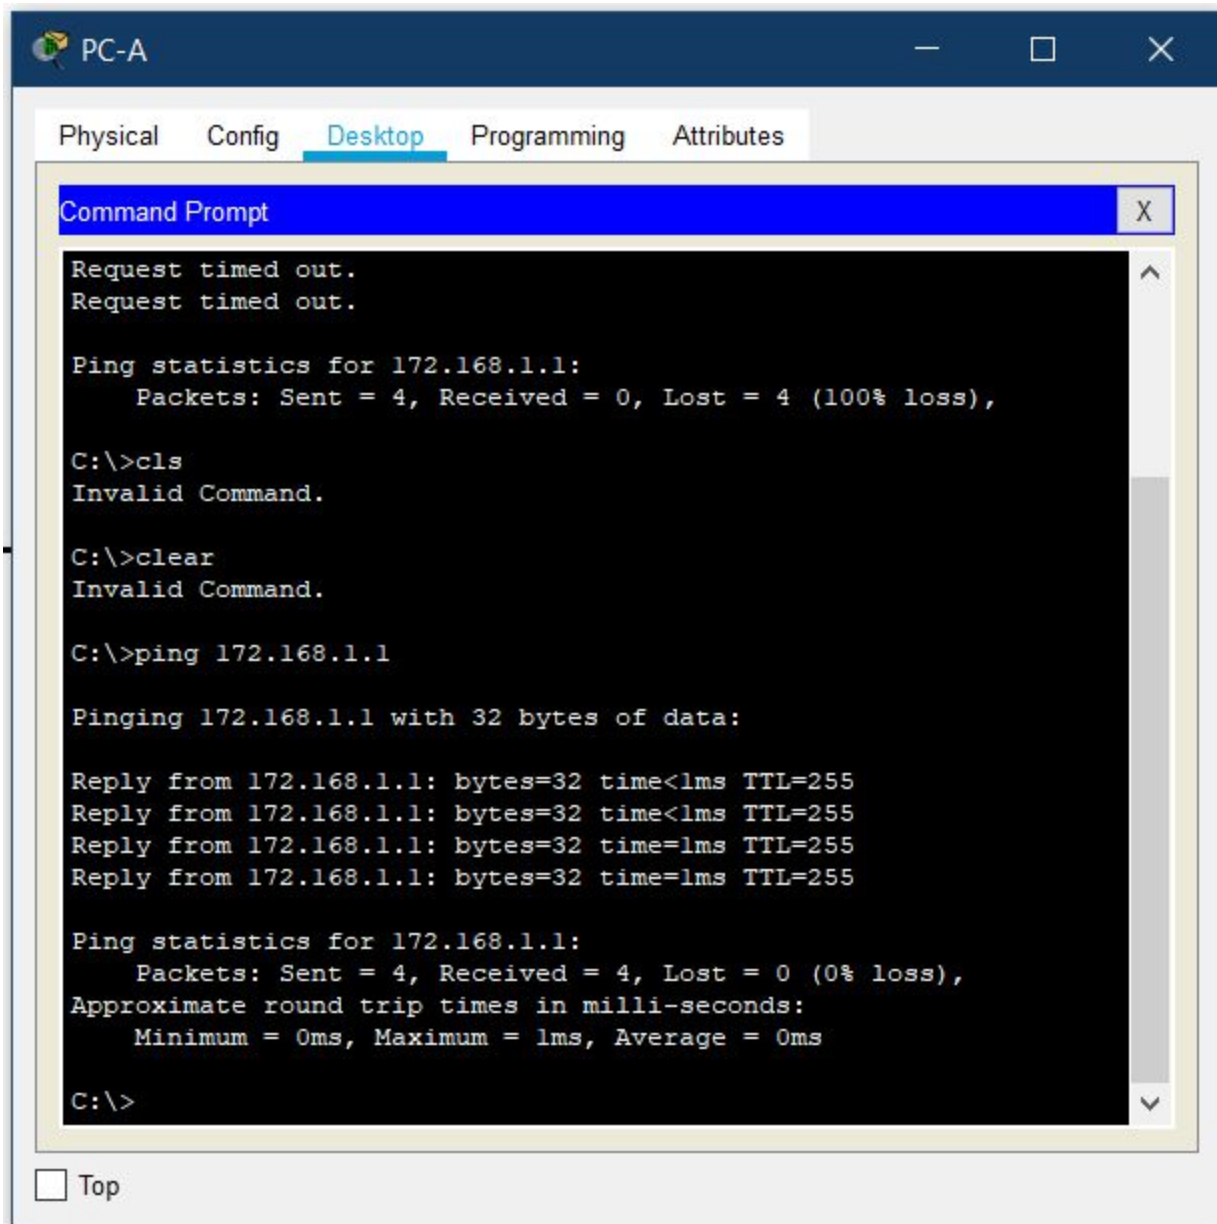 PC-A
Physical Config Desktop Programming Attributes
Command Prompt X
Request timed out.
Request timed out.
Ping statistics for 172.168.1.1:
Packets: Sent = 4, Received = 0, Lost = 4 (100% loss),
C:\>cls
Invalid Command.
C:\>clear
Invalid Command.
C:\>ping 172.168.1.1
Pinging 172.168.1.1 with 32 bytes of data:
Reply from 172.168.1.1: bytes=32 time<1ms TTL=255
Reply from 172.168.1.1: bytes=32 time<1ms TTL=255
Reply from 172.168.1.1: bytes=32 time=1ms TTL=255
Reply from 172.168.1.1: bytes=32 time=1ms TTL=255
Ping statistics for 172.168.1.1:
Packets: Sent = 4, Received = 4, Lost = 0 (0% loss),
Approximate round trip times in milli-seconds:
Minimum = 0ms, Maximum = 1ms, Average = 0ms
C:\>
Top